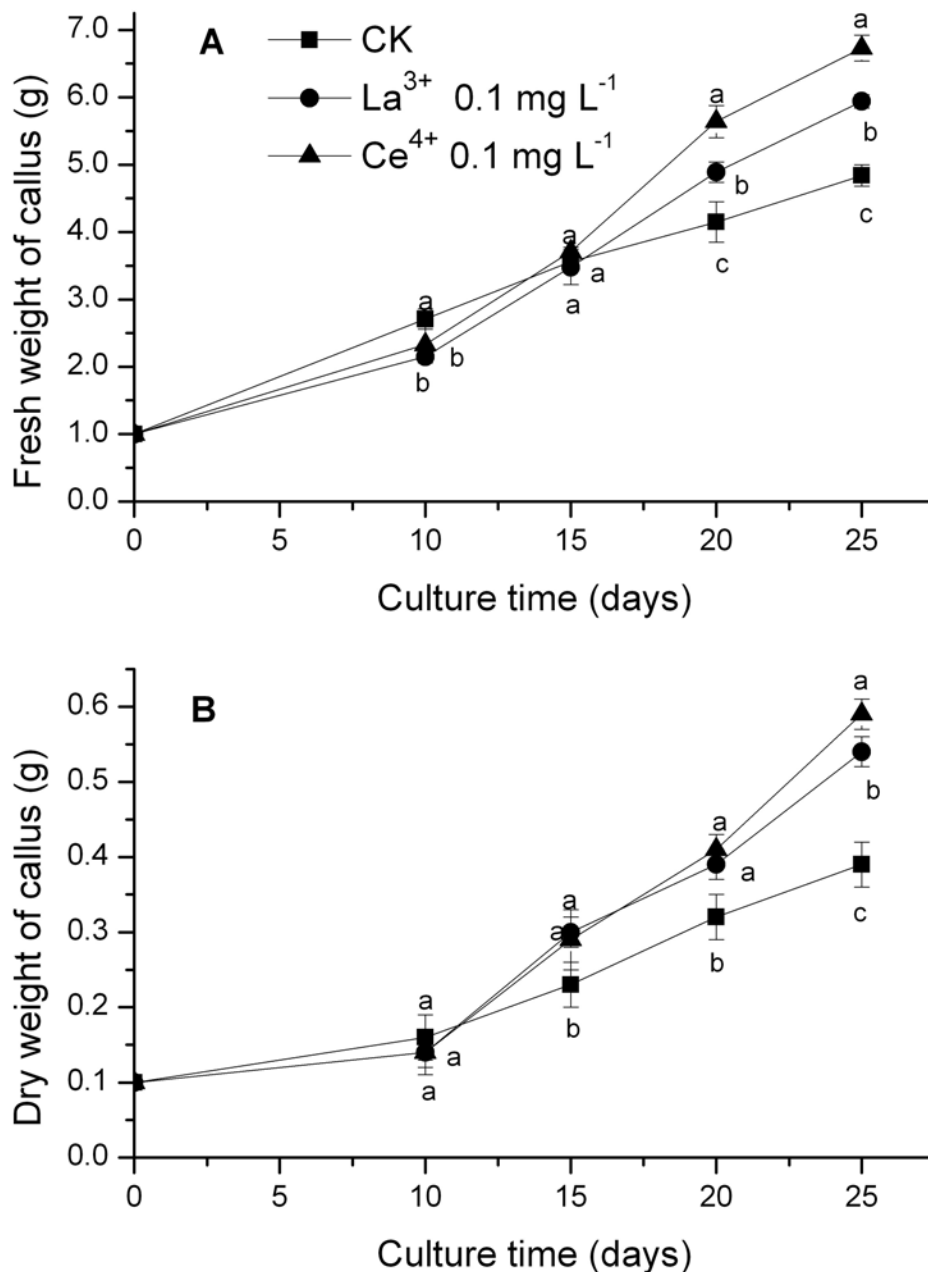 A
CK
La3+ 0.1 mg L-1
Ce4+ 0.1 mg L-1
Fresh weight of callus (g)
7.0
6.0
5.0
4.0
3.0
2.0
1.0
0.0
a
b
b
a
a
a
a
b
c
a
b
c
0 5 10 15 20 25
Culture time (days)
B
Dry weight of callus (g)
0.6
0.5
0.4
0.3
0.2
0.1
0.0
a
a
a
a
a
b
a
a
b
a
b
c
0 5 10 15 20 25
Culture time (days)